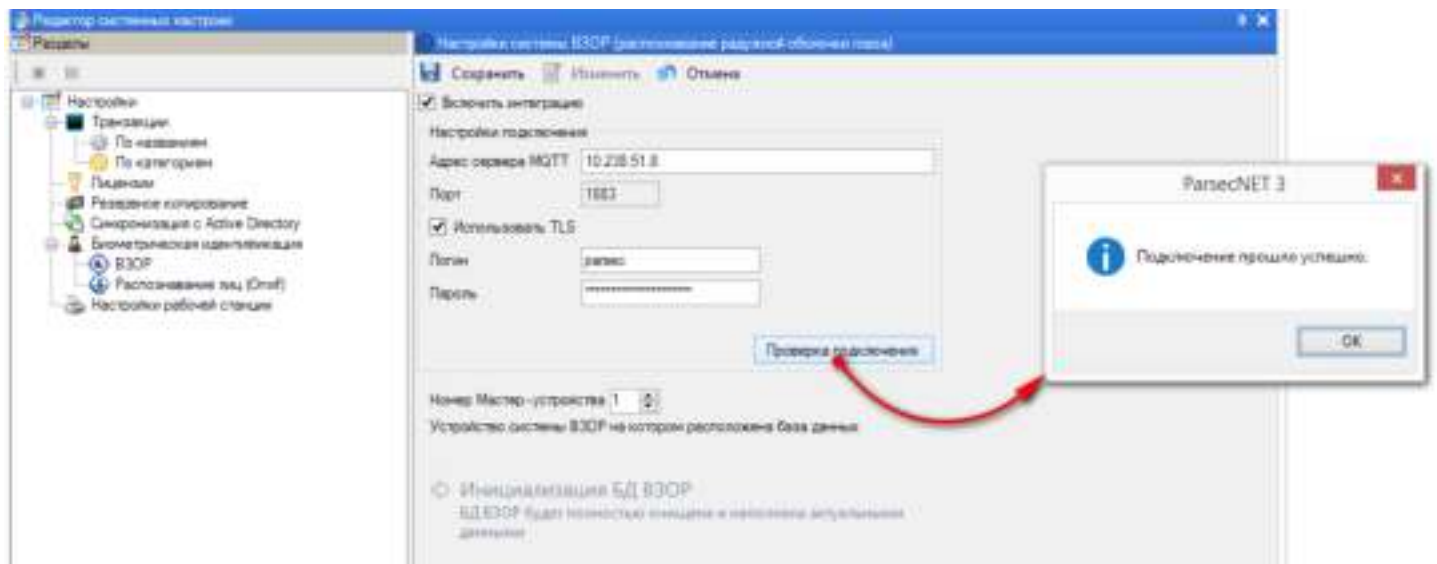 Редактор системных настроек
Разделы
Настройки
Транзакции
По названиям
По категориям
Лицензии
Резервное копирование
Синхронизация с Active Directory
Биометрическая идентификация
ВЗОР
Распознавание лиц (Onvif)
Настройки рабочей станции
Настройки системы ВЗОР (распознавание радужной оболочки глаза)
Сохранить Изменить Отмена
Включить интеграцию
Настройки подключения
Адрес сервера MQTT 10.238.51.8
Порт 1883
Использовать TLS
Логин parsec
Пароль ********************
Проверка подключения
Номер Мастер-устройства 1
Устройство системы ВЗОР на котором расположена база данных
Инициализация БД ВЗОР
БД ВЗОР будет полностью очищена и наполнена актуальными
данными
ParsecNET 3
Подключение прошло успешно.
OK